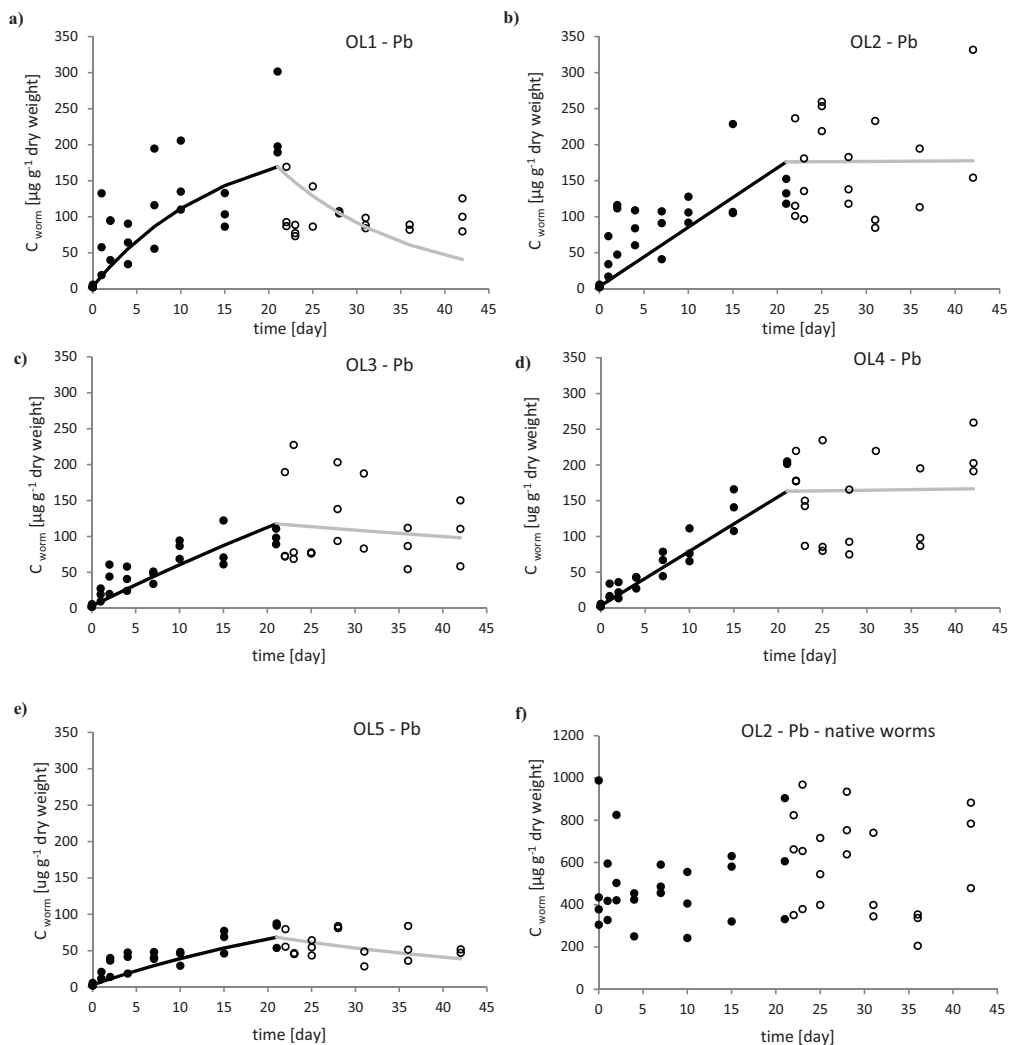 a)
OL1 - Pb
350
300
250
200
150
100
50
0
C worm [µg g-1 dry weight]
0 5 10 15 20 25 30 35 40 45
time [day]
b)
OL2 - Pb
350
300
250
200
150
100
50
0
C worm [µg g-1 dry weight]
0 5 10 15 20 25 30 35 40 45
time [day]
c)
OL3 - Pb
350
300
250
200
150
100
50
0
C worm [µg g-1 dry weight]
0 5 10 15 20 25 30 35 40 45
time [day]
d)
OL4 - Pb
350
300
250
200
150
100
50
0
C worm [ug g-1 dry weight]
0 5 10 15 20 25 30 35 40 45
time [day]
e)
OL5 - Pb
350
300
250
200
150
100
50
0
C worm [ug g-1 dry weight]
0 5 10 15 20 25 30 35 40 45
time [day]
f)
OL2 - Pb - native worms
1200
1000
800
600
400
200
0
C worm [µg g-1 dry weight]
0 5 10 15 20 25 30 35 40 45
time [day]